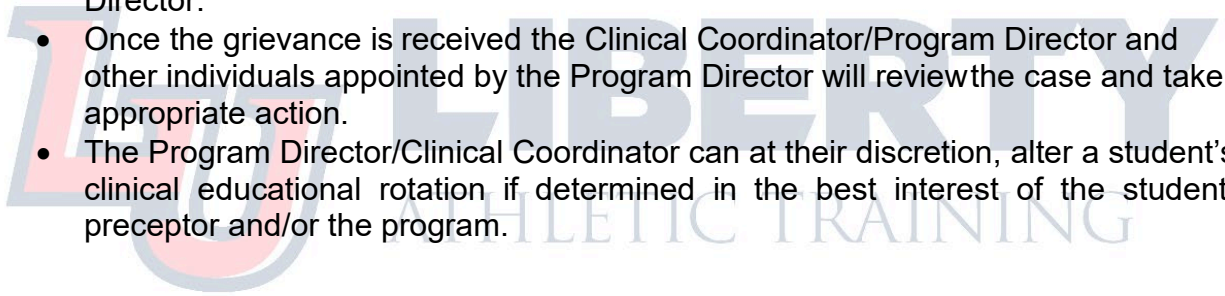 Director.
• Once the grievance is received the Clinical Coordinator/Program Director and
other individuals appointed by the Program Director will reviewthe case and take
appropriate action.
• The Program Director/Clinical Coordinator can at their discretion, alter a student's
clinical educational rotation if determined in the best interest of the student
preceptor and/or the program.
LU LIBERTY
ATHLETIC TRAINING